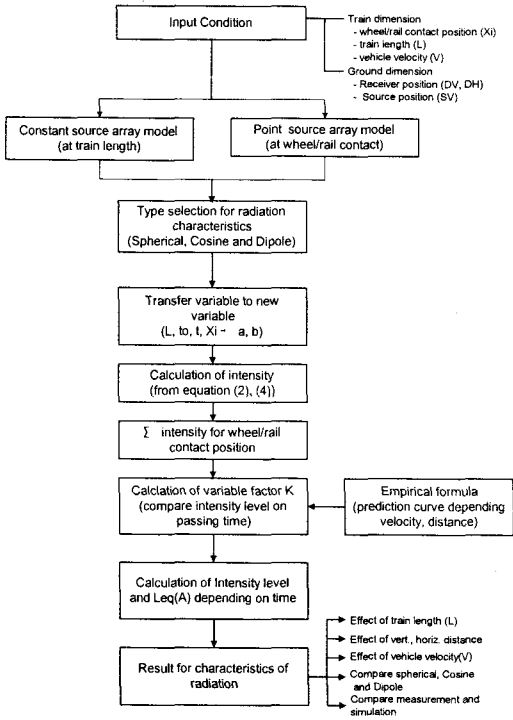 Input Condition
Train dimension
- wheel/rail contact position (Xi)
- train length (L)
- vehicle velocity (V)
Ground dimension
- Receiver position (DV, DH)
- Source position (SV)
Constant source array model
(at train length)
Point source array model
(at wheel/rail contact)
Type selection for radiation
characteristics
(Spherical, Cosine and Dipole)
Transfer variable to new
variable
(L, to, t, Xi - a, b)
Calculation of intensity
(from equation (2), (4))
Σ intensity for wheel/rail
contact position
Calclation of variable factor K
(compare intensity level on
passing time)
Empirical formula
(prediction curve depending
velocity, distance)
Calculation of Intensity level
and Leq(A) depending on time
Result for characteristics of
radiation
Effect of train length (L)
Effect of vert., horiz. distance
Effect of vehicle velocity(V)
Compare spherical, Cosine
and Dipole
Compare measurement and
simulation